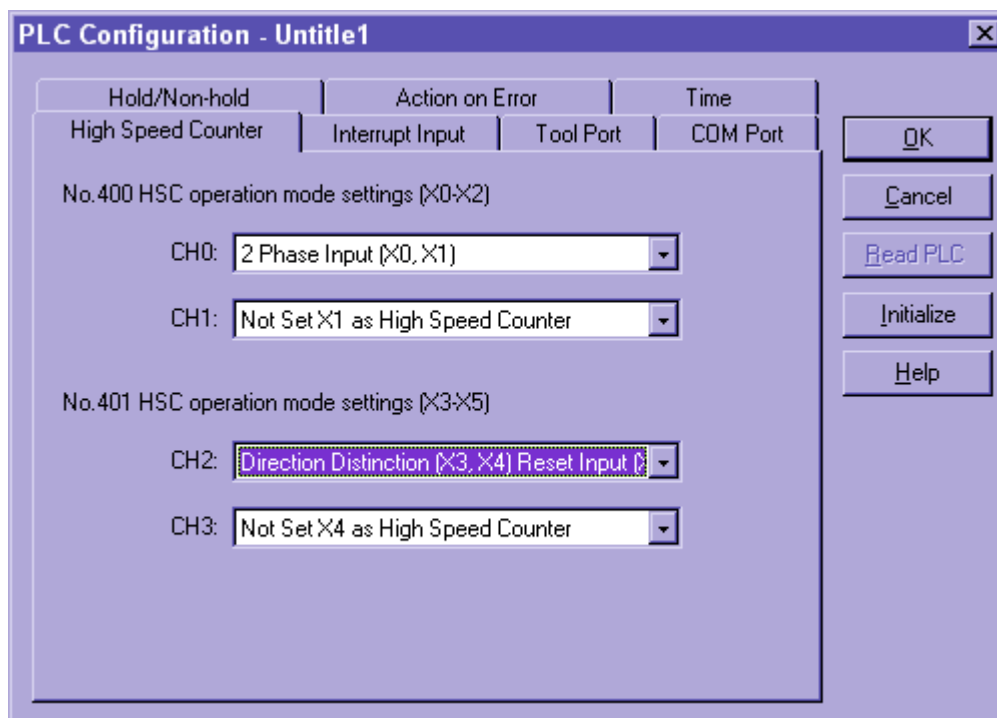 PLC Configuration - Untitle1
Hold/Non-hold
Action on Error
Time
High Speed Counter
Interrupt Input
Tool Port
COM Port
No.400 HSC operation mode settings (X0-X2)
CH0: 2 Phase Input (X0, X1)
CH1: Not Set X1 as High Speed Counter
No.401 HSC operation mode settings (X3-X5)
CH2: Direction Distinction (X3, X4) Reset Input (X
CH3: Not Set X4 as High Speed Counter
OK
Cancel
Read PLC
Initialize
Help